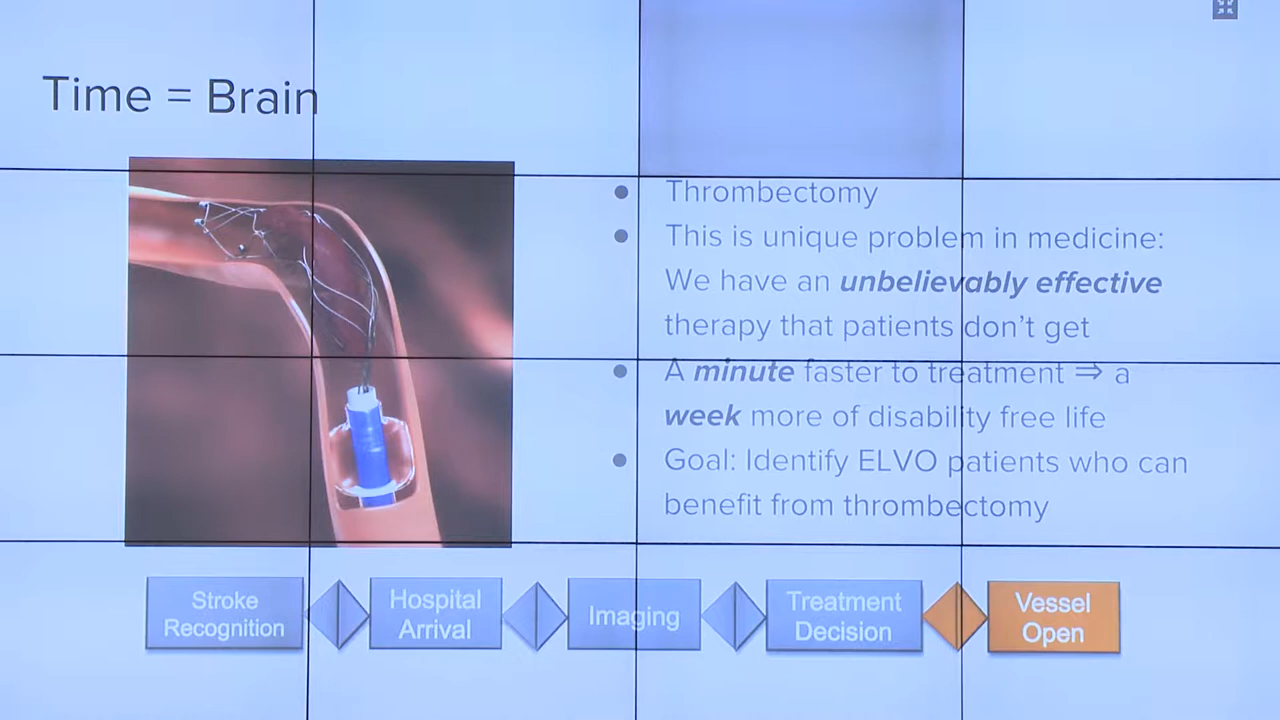 Time = Brain
Thrombectomy
This is unique problem in medicine:
We have an unbelievably effective
therapy that patients don't get
A minute faster to treatment ⇒ a
week more of disability free life
Goal: Identify ELVO patients who can
benefit from thrombectomy
Stroke
Recognition
Hospital
Arrival
Imaging
Treatment
Decision
Vessel
Open